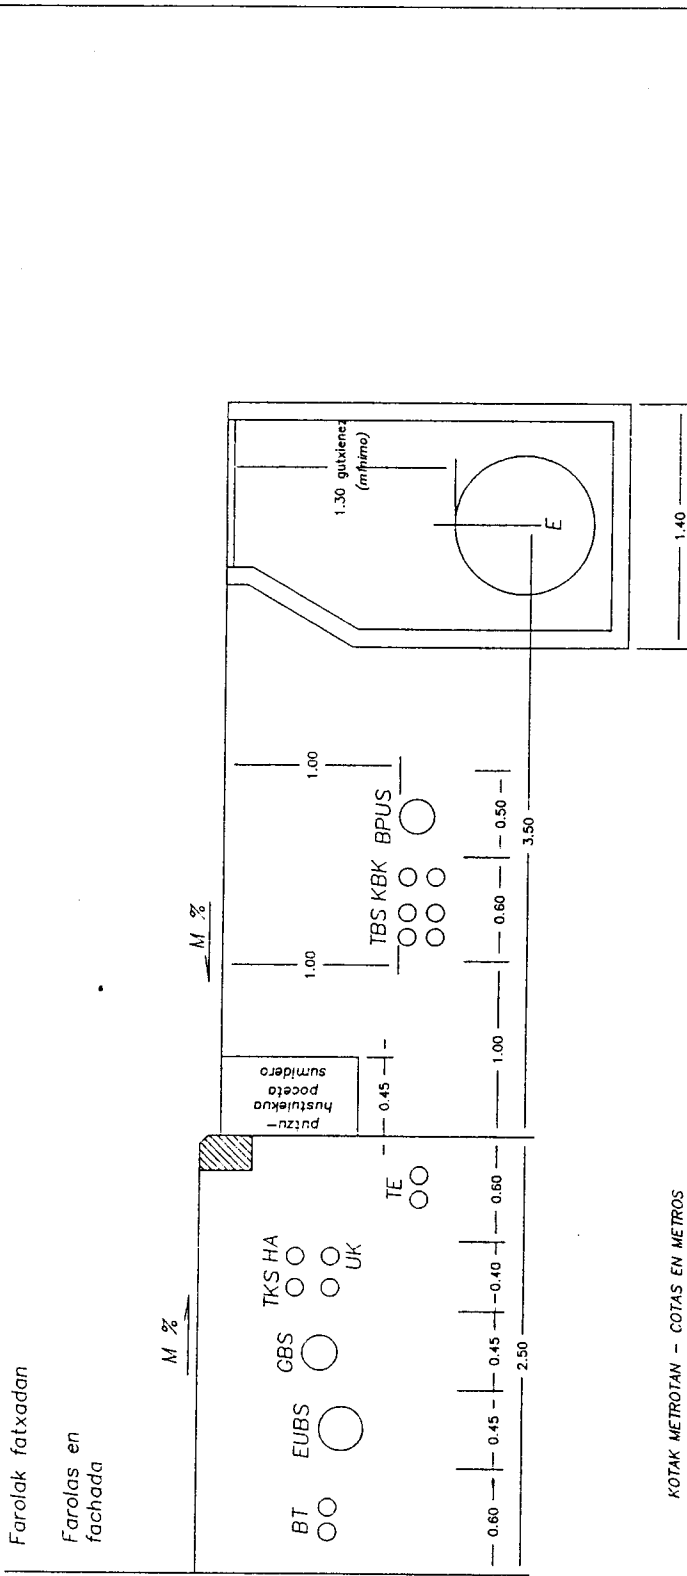 Farolak fatxadan
Farolas en
fachada
M %
M %
putzu-
hustulekua
poceta
sumidero
1.30 gutxienez
(mínimo)
1.00
1.00
BT
EUBS
GBS
TKS HA
UK
TE
TBS KBK
BPUS
E
0.45
0.60
0.45
0.45
0.40
0.60
1.00
0.60
0.50
2.50
3.50
1.40
KOTAK METROTAN - COTAS EN METROS